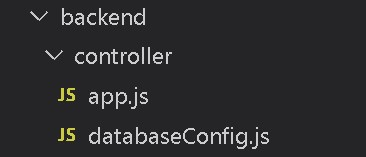 backend
controller
JS app.js
JS databaseConfig.js